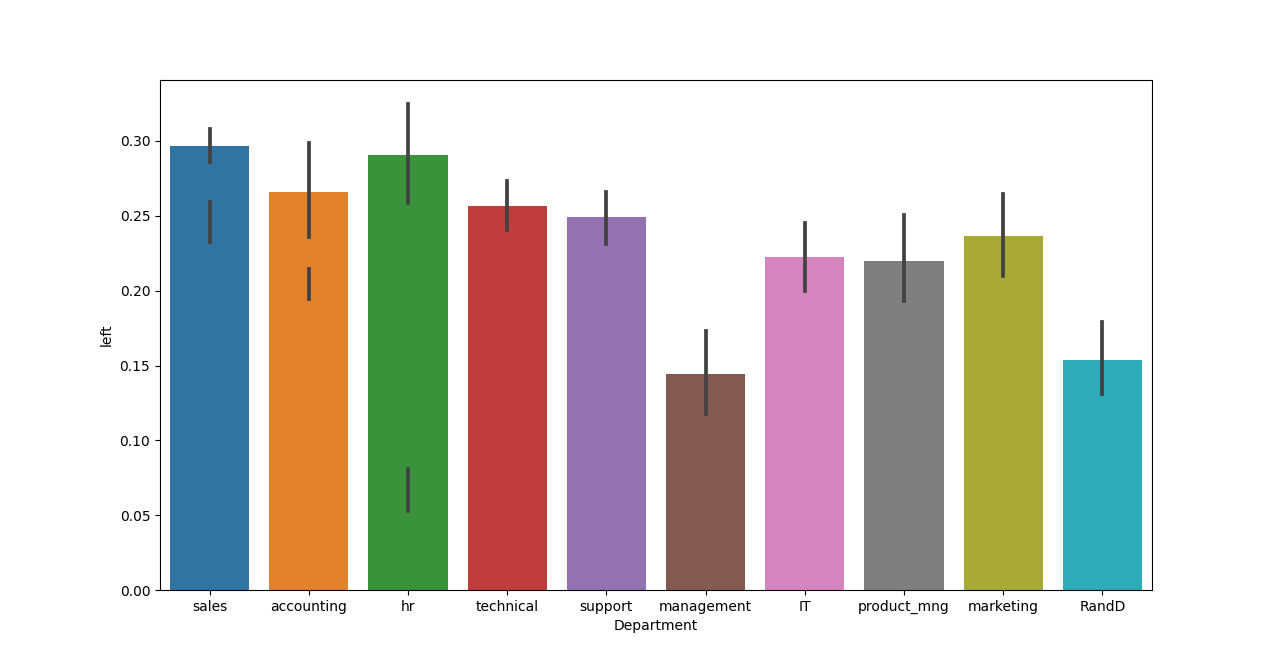 0.30
0.25
0.20
0.15
0.10
0.05
0.00
left
sales accounting hr technical support management IT product_mng marketing RandD
Department